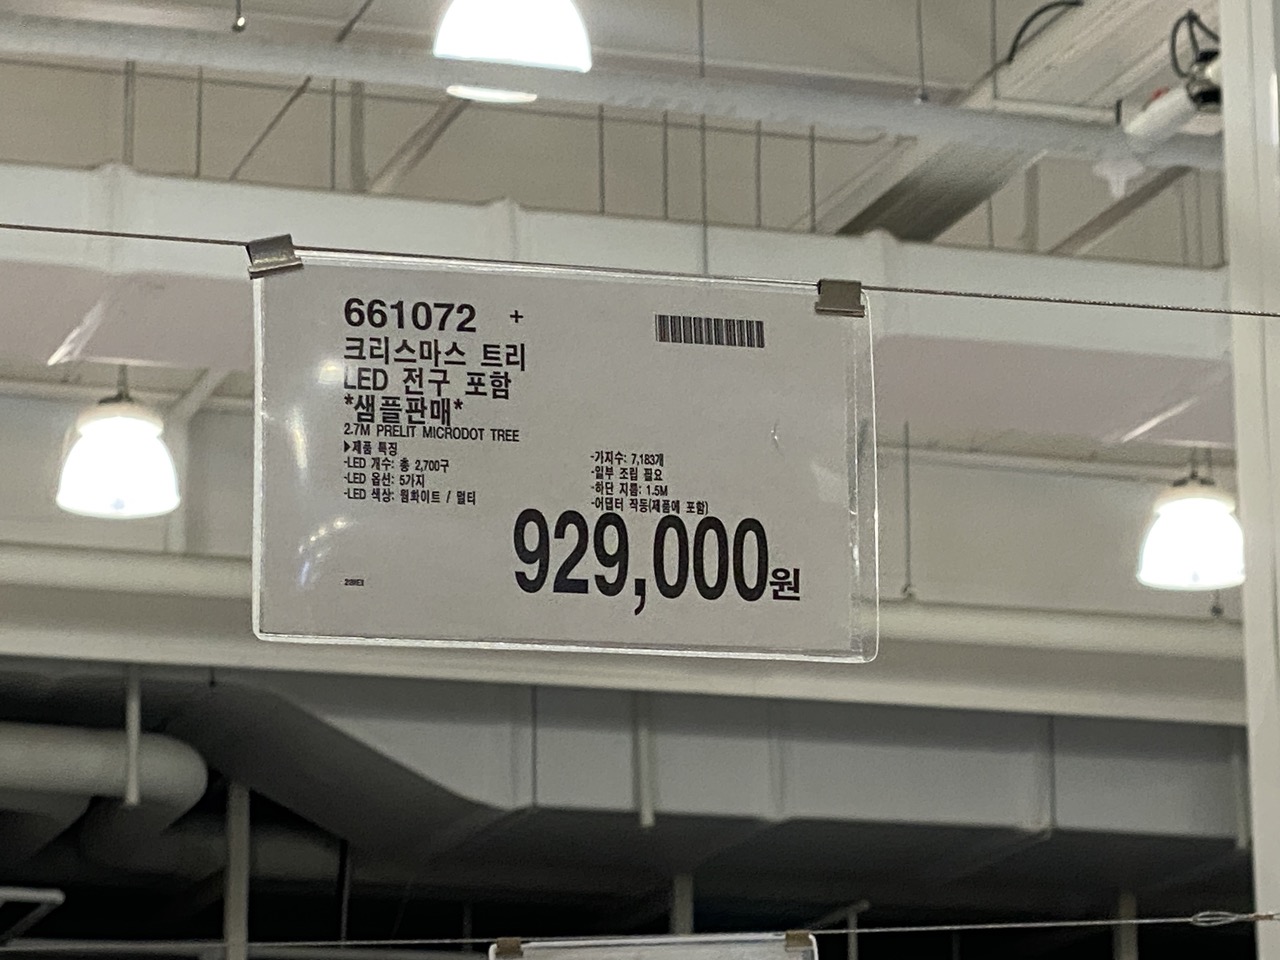 661072 +
크리스마스 트리
LED 전구 포함
*샘플판매*
2.7M PRELIT MICRODOT TREE
▶제품 특징
-LED 개수: 총 2,700구
-LED 옵션: 5가지
-LED 색상: 웜화이트 / 멀티
-가지수: 7,183개
-일부 조립 필요
-하단 지름: 1.5M
-어댑터 작동(제품에 포함)
929,000원